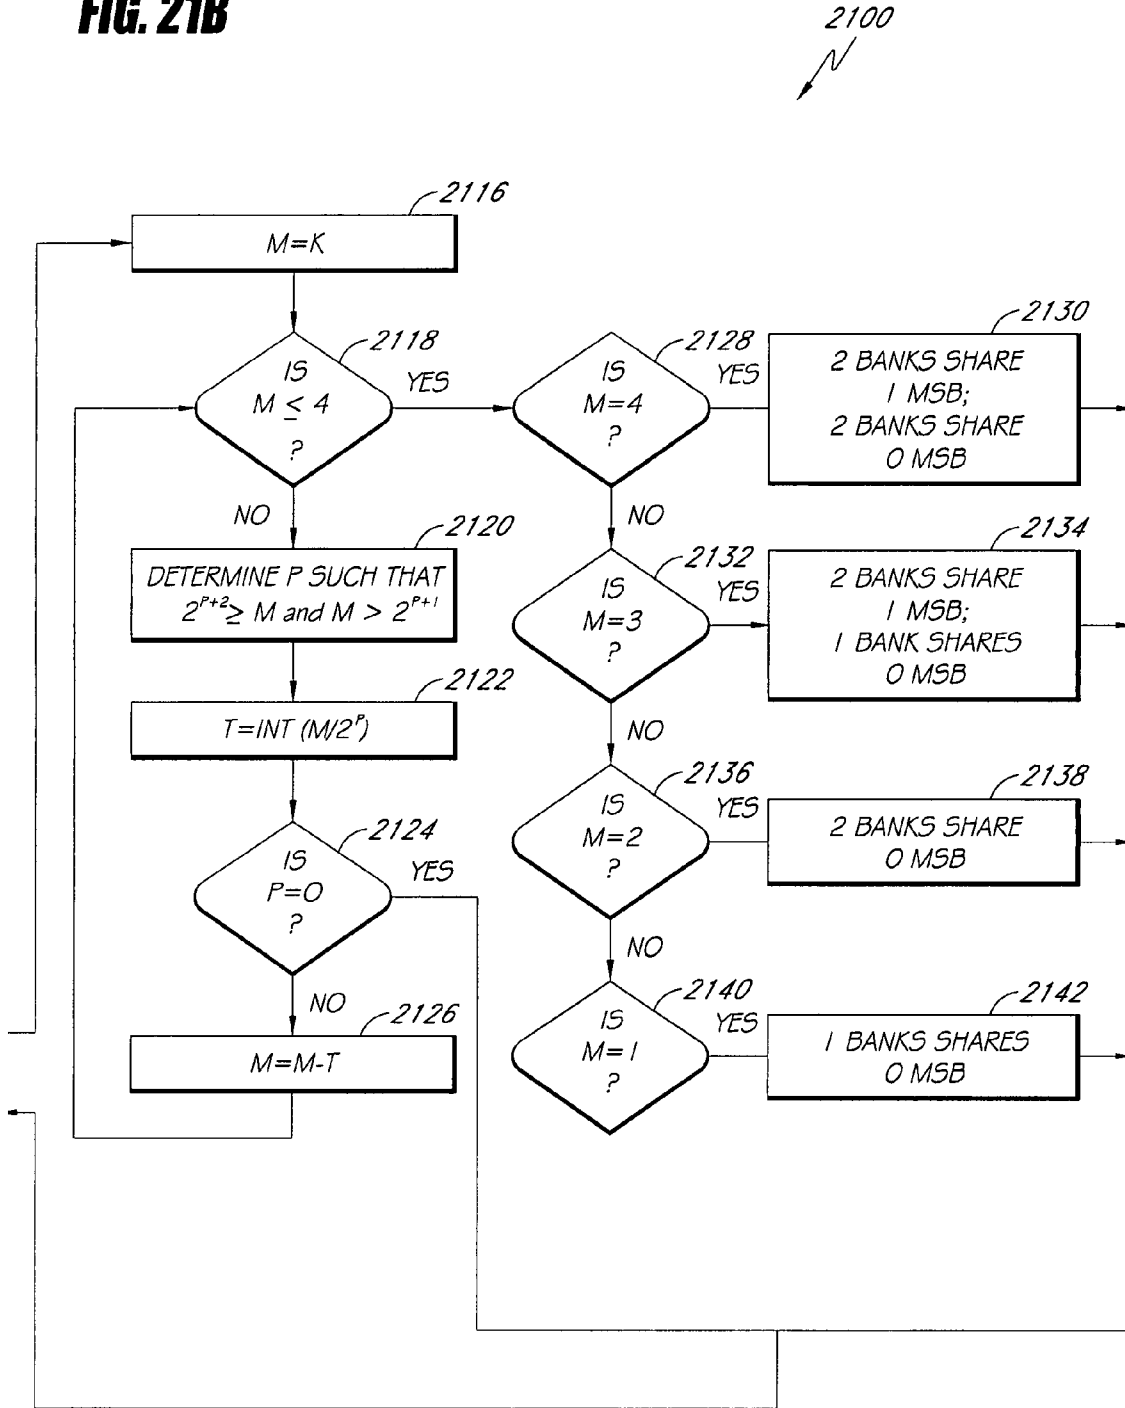 FIG. 21B
2100
2116
M=K
2118
IS
M ≤ 4
?
YES
NO
2120
DETERMINE P SUCH THAT
2^{P+2} ≥ M and M > 2^{P+1}
2122
T=INT (M/2^P)
2124
IS
P=0
?
YES
NO
2126
M=M-T
2128
IS
M=4
?
YES
NO
2130
2 BANKS SHARE
1 MSB;
2 BANKS SHARE
0 MSB
2132
IS
M=3
?
YES
NO
2134
2 BANKS SHARE
1 MSB;
1 BANK SHARES
0 MSB
2136
IS
M=2
?
YES
NO
2138
2 BANKS SHARE
0 MSB
2140
IS
M=1
?
YES
2142
1 BANKS SHARES
0 MSB